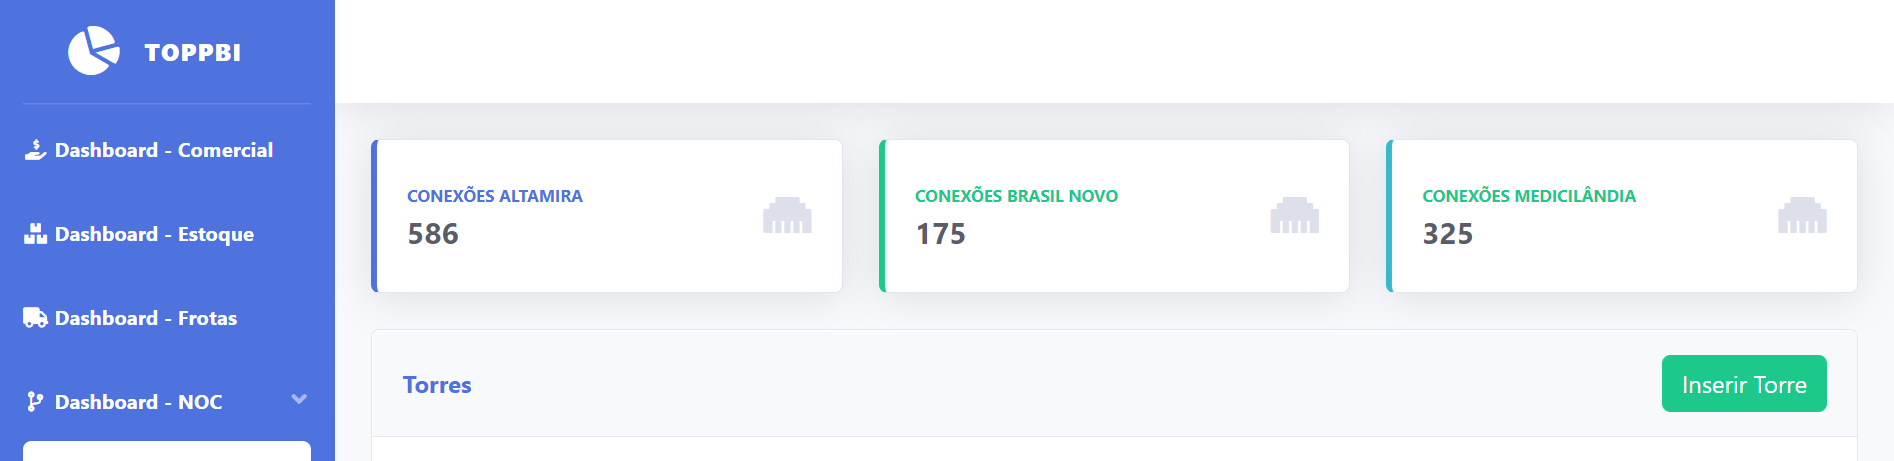 TOPPBI
Dashboard - Comercial
Dashboard - Estoque
Dashboard - Frotas
Dashboard - NOC
CONEXÕES ALTAMIRA
586
CONEXÕES BRASIL NOVO
175
CONEXÕES MEDICILÂNDIA
325
Torres
Inserir Torre